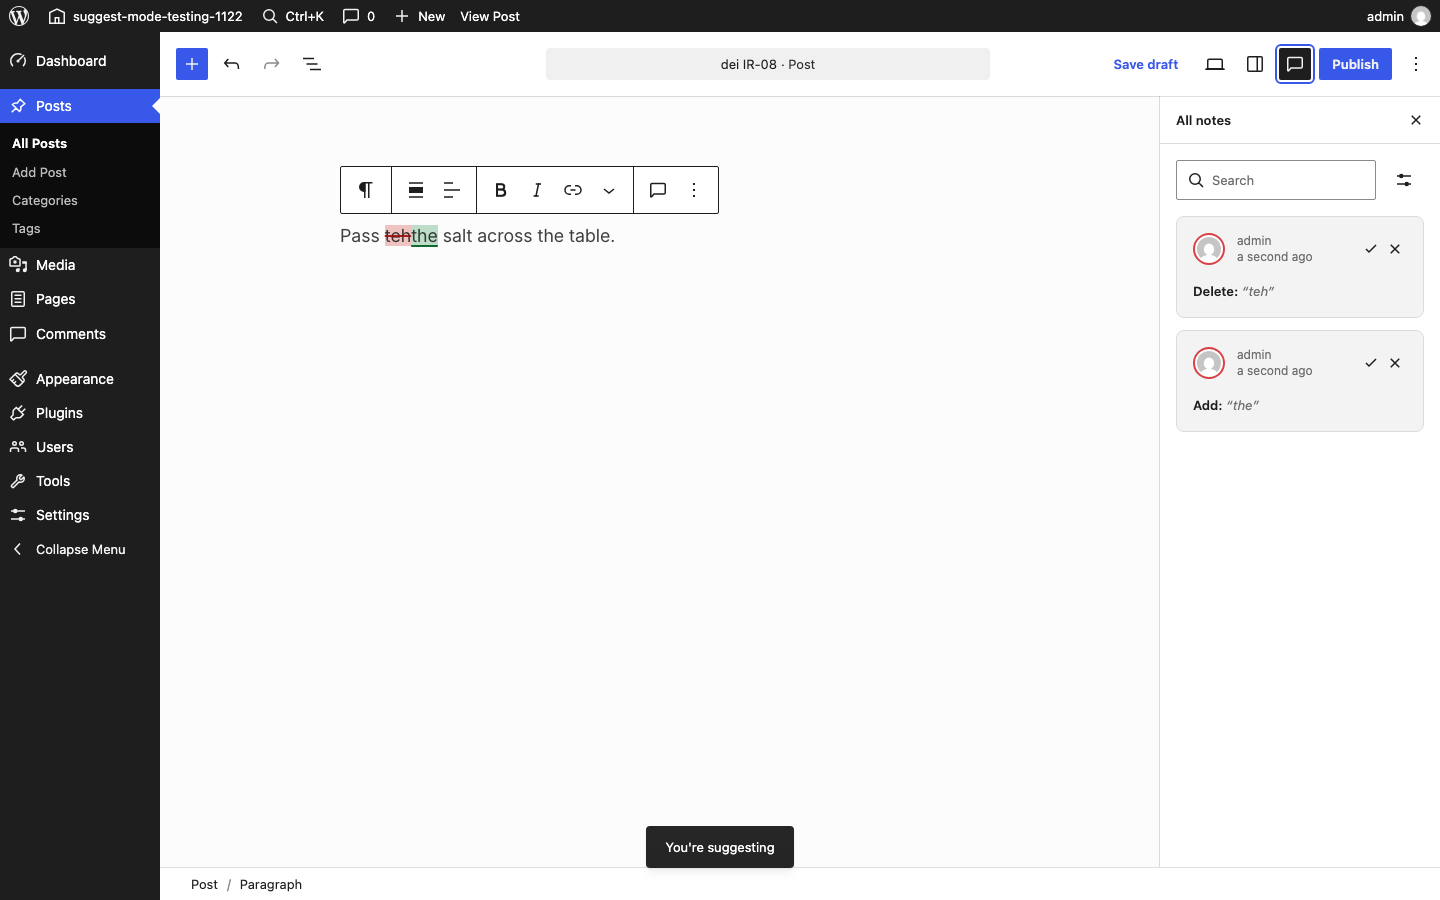 suggest-mode-testing-1122 Ctrl+K 0 New View Post admin
Dashboard
Posts
All Posts
Add Post
Categories
Tags
Media
Pages
Comments
Appearance
Plugins
Users
Tools
Settings
Collapse Menu
dei IR-08 · Post
Save draft
Publish
B I
Pass tehthe salt across the table.
All notes
Search
admin
a second ago
Delete: “teh”
admin
a second ago
Add: “the”
You're suggesting
Post / Paragraph